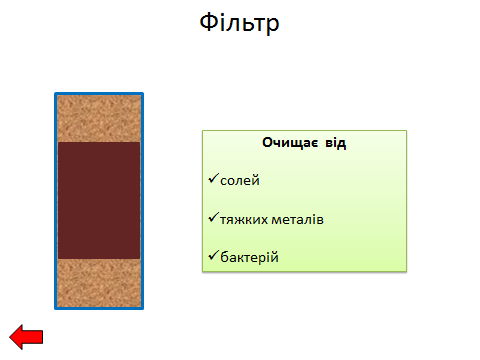 Фільтр
Очищає від
✓солей
✓тяжких металів
✓бактерій